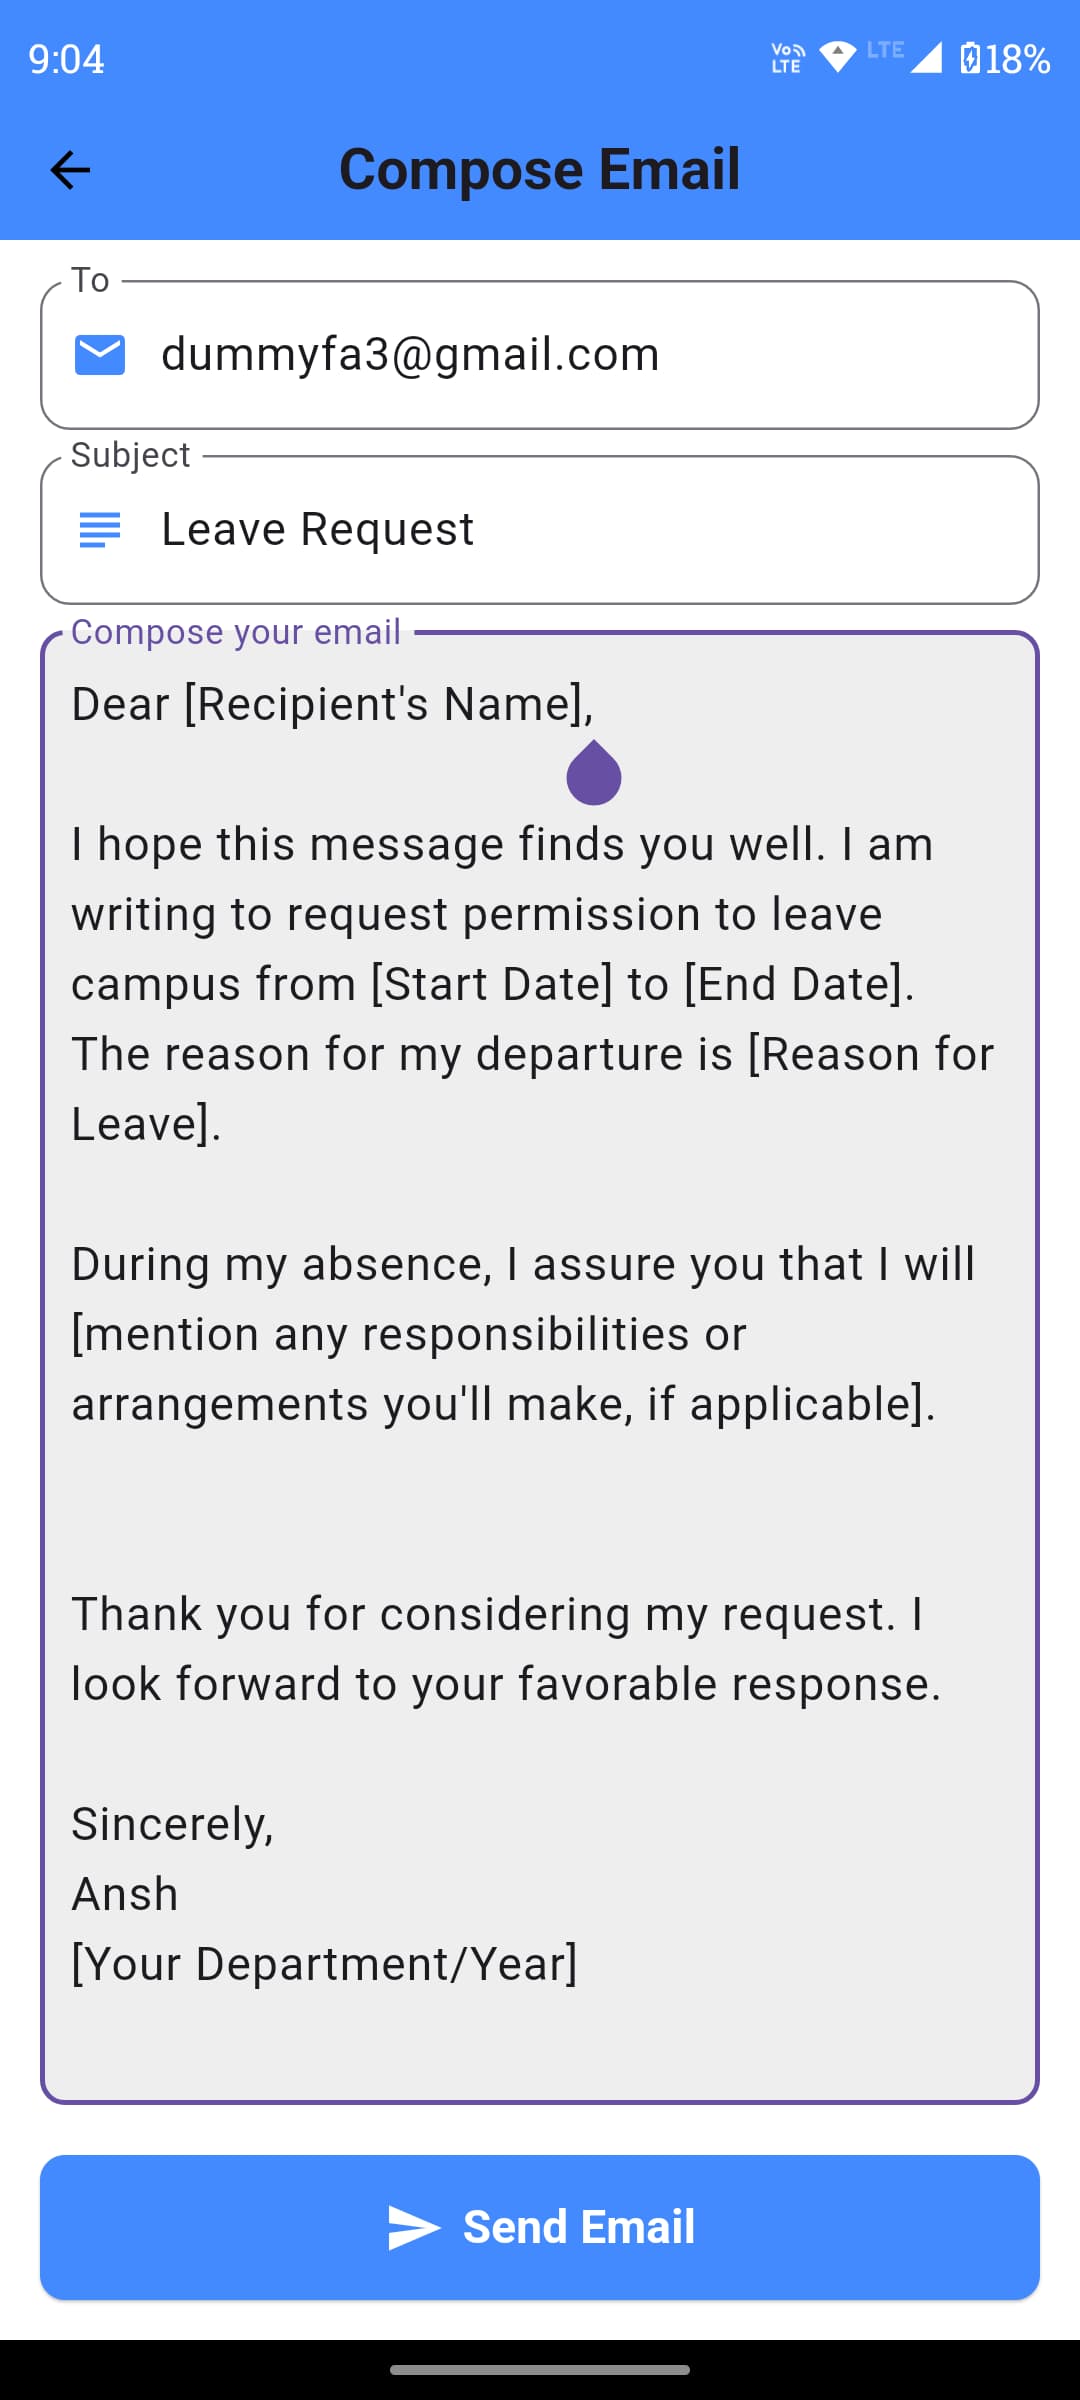 9:04
Vo LTE LTE 18%
Compose Email
To
dummyfa3@gmail.com
Subject
Leave Request
Compose your email
Dear [Recipient's Name],
I hope this message finds you well. I am
writing to request permission to leave
campus from [Start Date] to [End Date].
The reason for my departure is [Reason for
Leave].
During my absence, I assure you that I will
[mention any responsibilities or
arrangements you'll make, if applicable].
Thank you for considering my request. I
look forward to your favorable response.
Sincerely,
Ansh
[Your Department/Year]
Send Email